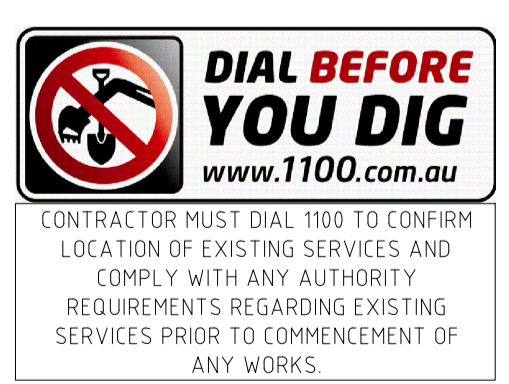 DIAL BEFORE
YOU DIG
www.1100.com.au
CONTRACTOR MUST DIAL 1100 TO CONFIRM
LOCATION OF EXISTING SERVICES AND
COMPLY WITH ANY AUTHORITY
REQUIREMENTS REGARDING EXISTING
SERVICES PRIOR TO COMMENCEMENT OF
ANY WORKS.